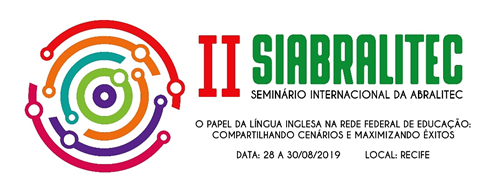 II SIABRALITEC
SEMINÁRIO INTERNACIONAL DA ABRALITEC
O PAPEL DA LÍNGUA INGLESA NA REDE FEDERAL DE EDUCAÇÃO:
COMPARTILHANDO CENÁRIOS E MAXIMIZANDO ÊXITOS
DATA: 28 A 30/08/2019 LOCAL: RECIFE